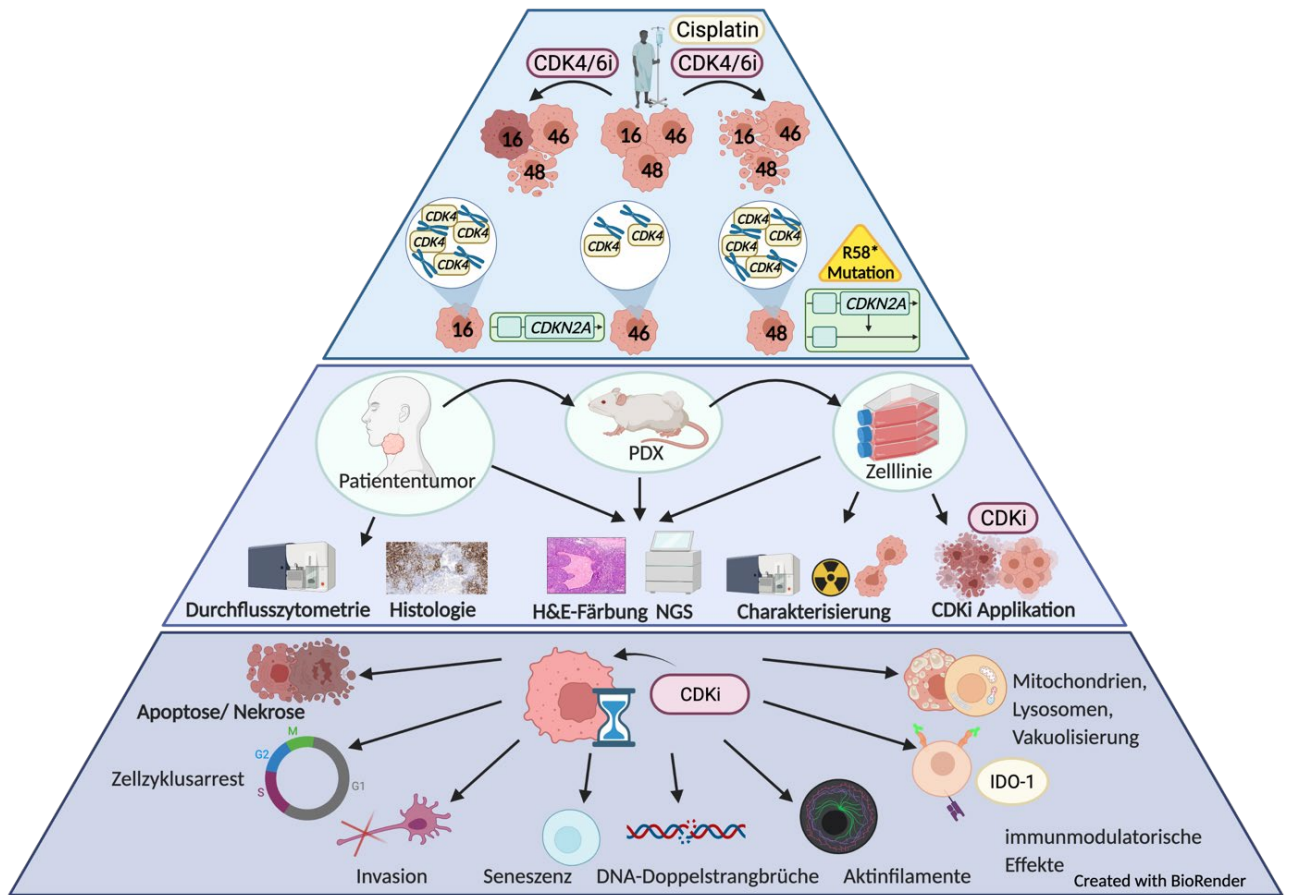 Cisplatin
CDK4/6i
CDK4/6i
16
46
48
16
46
48
16
46
48
CDK4
CDK4
CDK4
CDK4
CDK4
CDK4
CDK4
CDK4
CDK4
CDK4
R58*
Mutation
CDKN2A
16
CDKN2A
46
48
Patiententumor
PDX
Zelllinie
CDKi
Durchflusszytometrie
Histologie
H&E-Färbung
NGS
Charakterisierung
CDKi Applikation
CDKi
Apoptose/ Nekrose
Mitochondrien,
Lysosomen,
Vakuolisierung
M
G2
S
G1
Zellzyklusarrest
IDO-1
immunmodulatorische
Effekte
Invasion
Seneszenz
DNA-Doppelstrangbrüche
Aktinfilamente
Created with BioRender